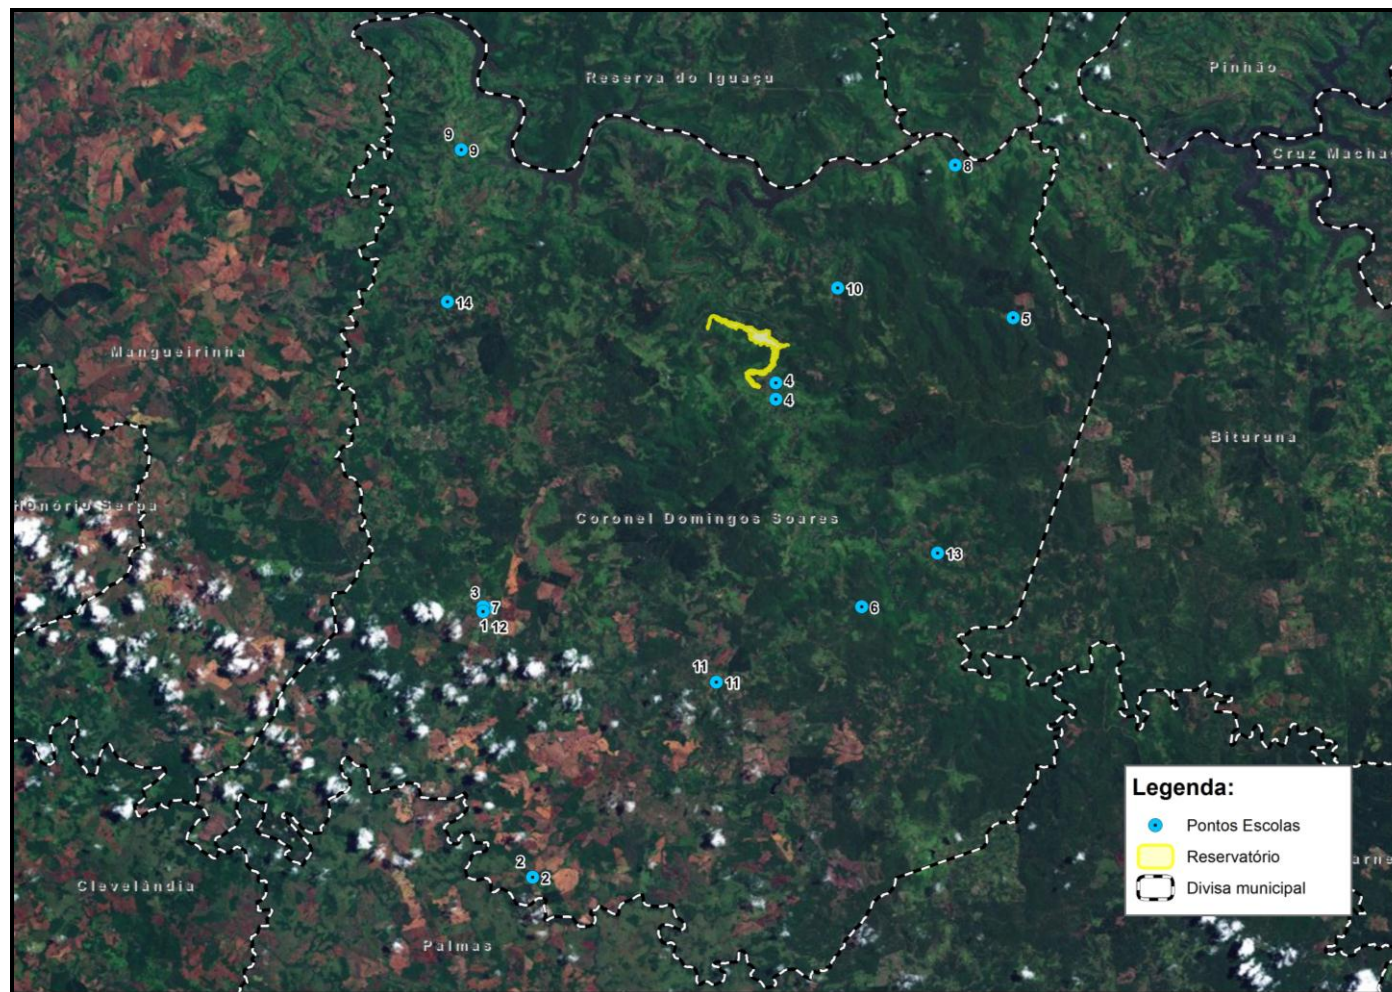 Reserva do Iguaçu
Pinhão
Cruz Macha
9
9
8
10
14
5
Mangueirinha
4
4
Bituruna
Honório Serpa
Coronel Domingos Soares
13
3
7
6
1
12
11
11
Legenda:
Pontos Escolas
Reservatório
arne
Divisa municipal
2
2
Clevelândia
Palmas